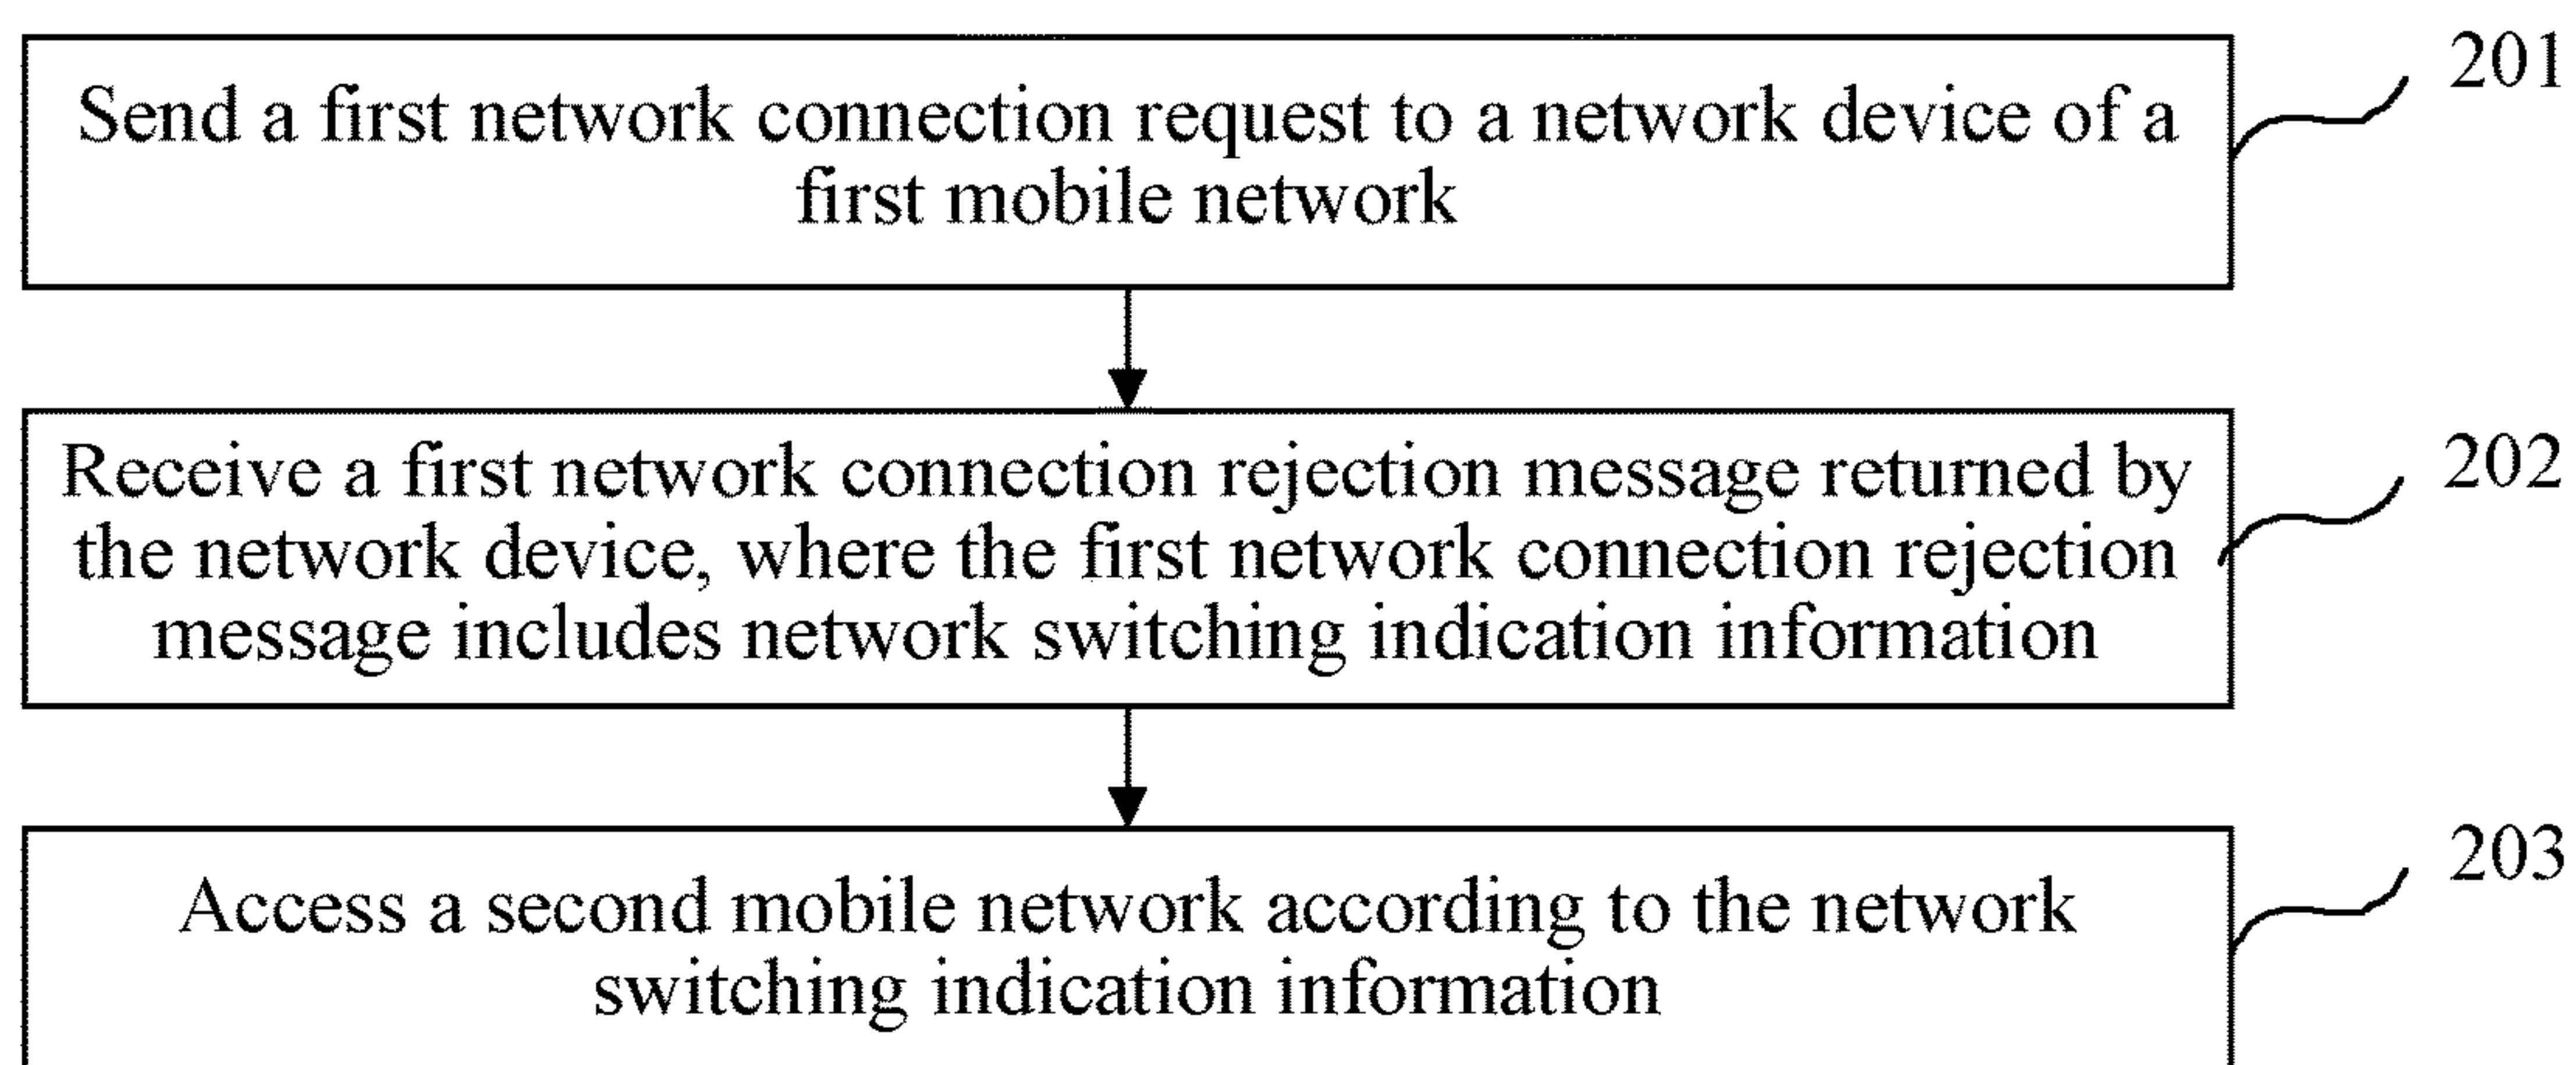 Send a first network connection request to a network device of a
first mobile network
201
Receive a first network connection rejection message returned by
the network device, where the first network connection rejection
message includes network switching indication information
202
Access a second mobile network according to the network
switching indication information
203